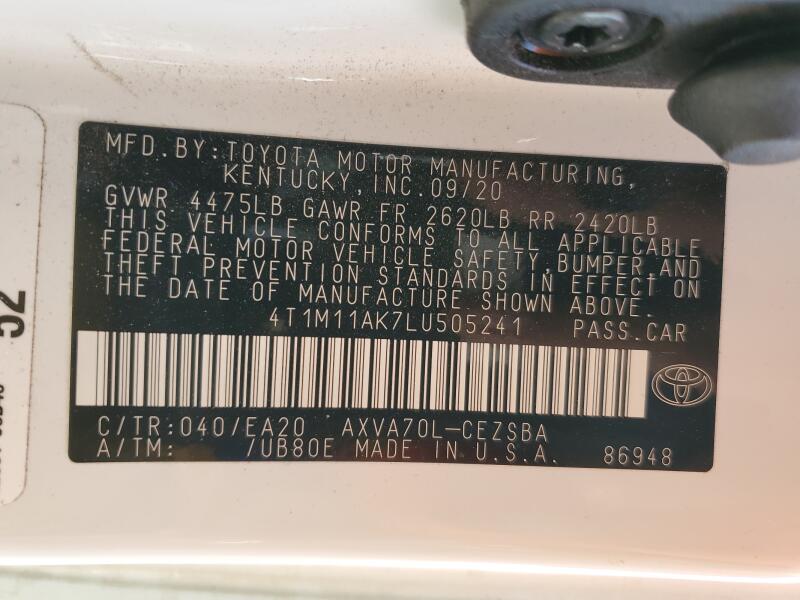 MFD.BY:TOYOTA MOTOR MANUFACTURING,
KENTUCKY,INC.09/20
GVWR 4475LB GAWR FR 2620LB RR 2420LB
THIS VEHICLE CONFORMS TO ALL APPLICABLE
FEDERAL MOTOR VEHICLE SAFETY,BUMPER,AND
THEFT PREVENTION STANDARDS IN EFFECT ON
THE DATE OF MANUFACTURE SHOWN ABOVE.
4T1M11AK7LU505241 PASS.CAR
C/TR:040/EA20 AXVA70L-CEZSBA
A/TM: /UB80E MADE IN U.S.A. 86948
52